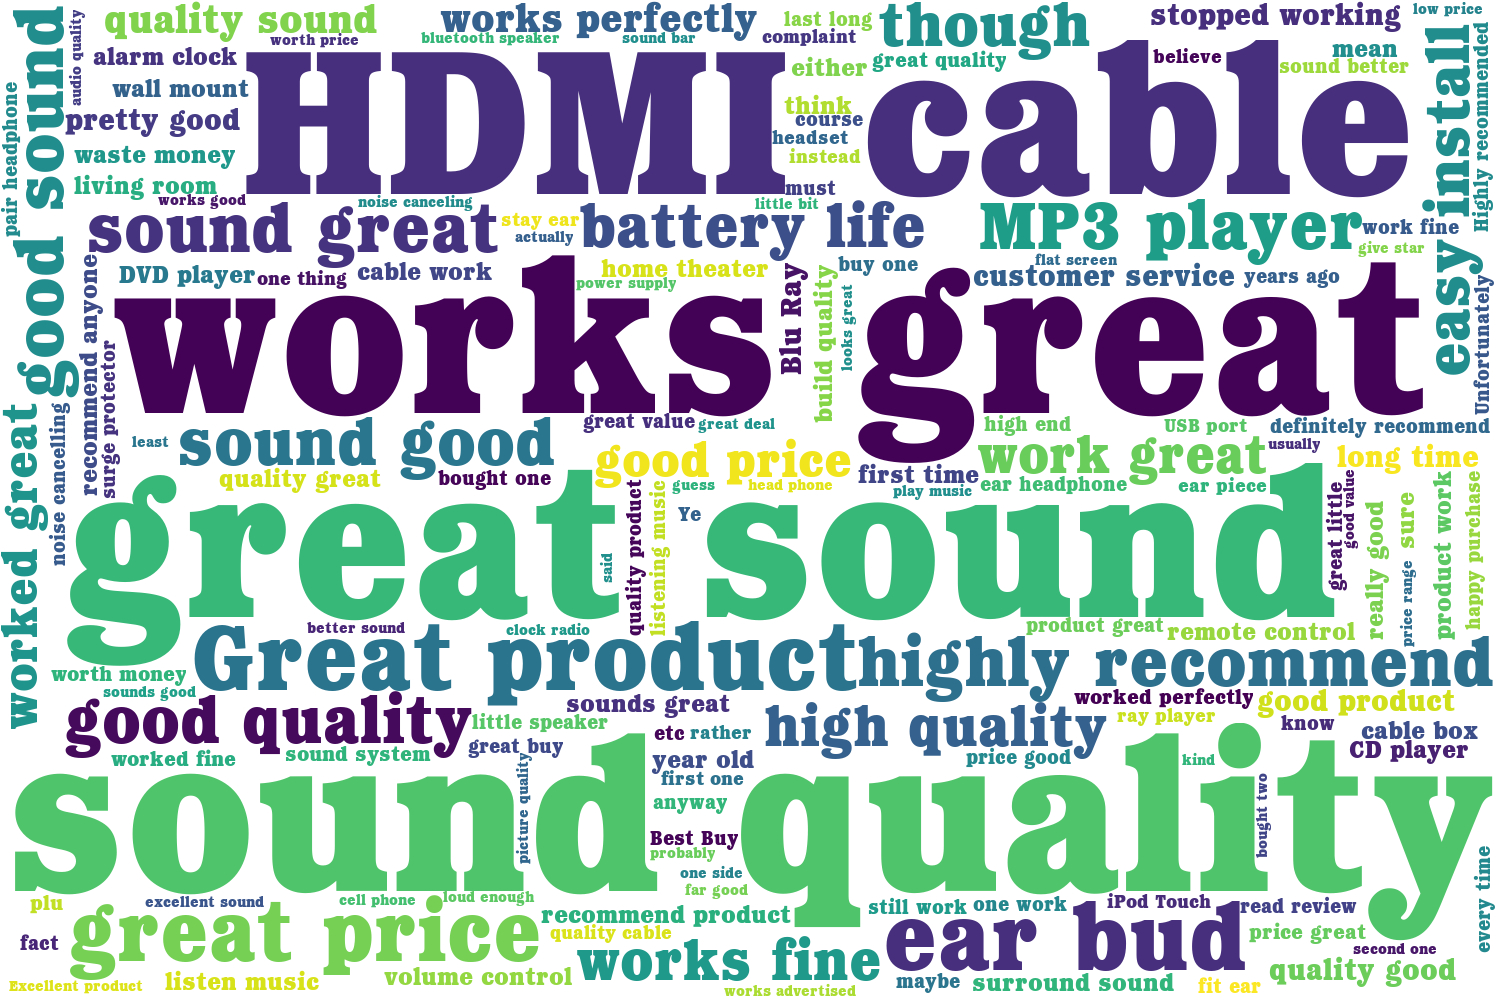 quality sound
works perfectly
last long
though
stopped working
low price
worth price
bluetooth speaker
sound bar
complaint
audio quality
alarm clock
HDMI cable
either
great quality
believe
mean
sound better
good sound
pair headphone
wall mount
think
course
easy install
Highly recommended
pretty good
headset
waste money
instead
living room
must
works good
noise canceling
little bit
sound great
stay ear
actually
battery life
MP3 player
work fine
give star
DVD player
one thing
cable work
home theater
power supply
buy one
flat screen
customer service
years ago
recommend anyone
works great
Blu Ray
build quality
looks great
Unfortunately
surge protector
worked great
noise cancelling
least
sound good
great value
great deal
high end
USB port
definitely recommend
usually
quality great
bought one
good price
head phone
first time
work great
long time
guess
play music
ear headphone
ear piece
great sound
Ye
said
quality product
listening music
great little
good value
really good
sure
price range
product work
happy purchase
better sound
clock radio
product great
remote control
Great product
highly recommend
worth money
sounds good
good quality
sounds great
little speaker
high quality
worked perfectly
good product
ray player
know
cable box
etc
rather
worked fine
sound system
great buy
year old
price good
kind
CD player
sound quality
picture quality
first one
anyway
bought two
Best Buy
probably
one side
far good
every time
plu
excellent sound
cell phone
loud enough
great price
recommend product
still work
one work
iPod Touch
read review
fact
quality cable
ear bud
price great
second one
works fine
Excellent product
listen music
volume control
works advertised
maybe
surround sound
fit ear
quality good